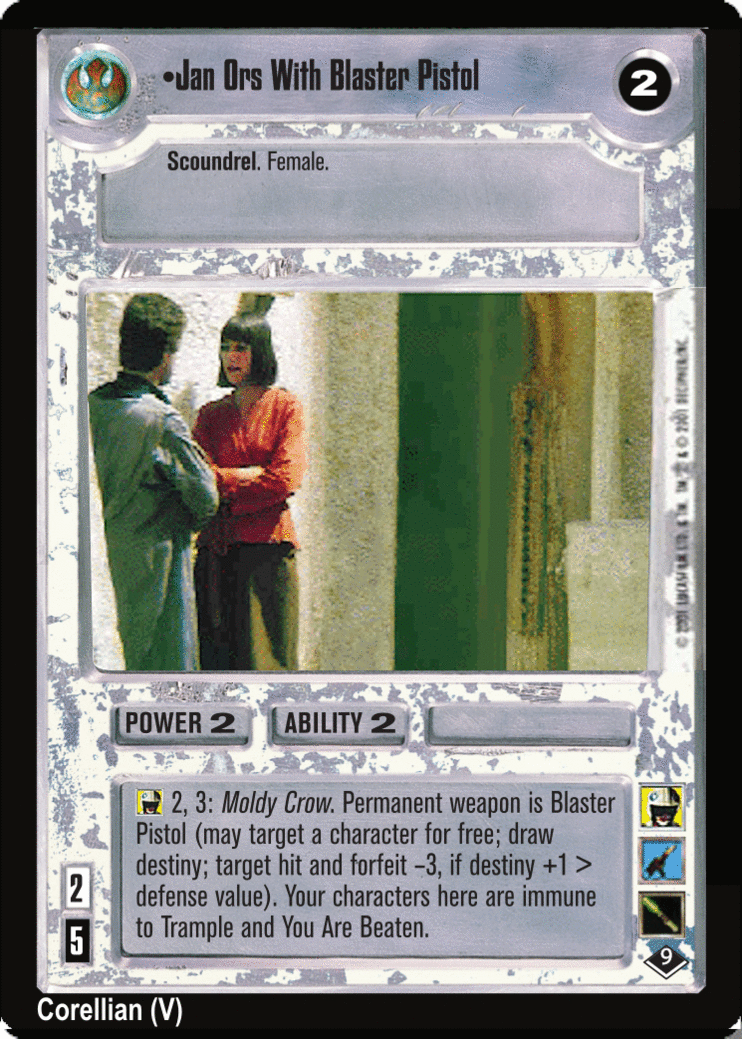 •Jan Ors With Blaster Pistol
2
Scoundrel. Female.
POWER 2
ABILITY 2
2, 3: Moldy Crow. Permanent weapon is Blaster
Pistol (may target a character for free; draw
destiny; target hit and forfeit –3, if destiny +1 >
defense value). Your characters here are immune
to Trample and You Are Beaten.
2
5
9
Corellian (V)